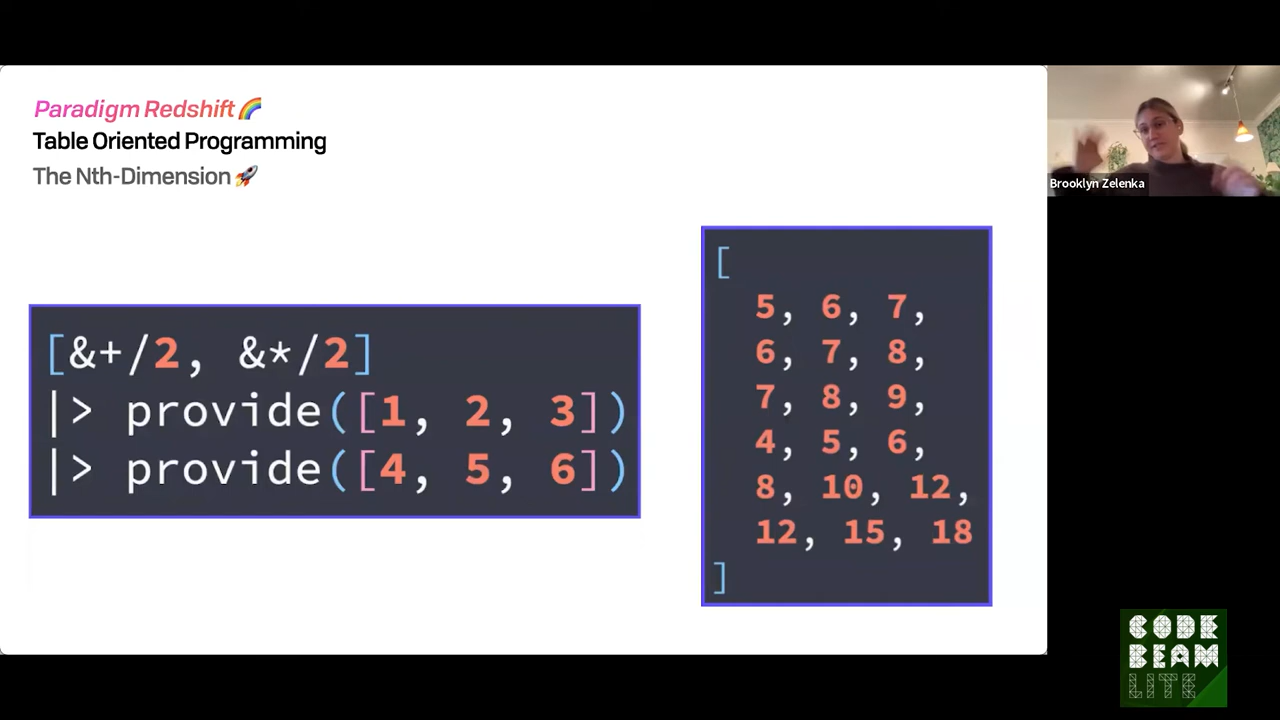 Paradigm Redshift🌈
Table Oriented Programming
The Nth-Dimension🚀
[&+/2, &*/2]
|> provide([1, 2, 3])
|> provide([4, 5, 6])
[
5, 6, 7,
6, 7, 8,
7, 8, 9,
4, 5, 6,
8, 10, 12,
12, 15, 18
]
Brooklyn Zelenka
CODE
BEAM
LITE